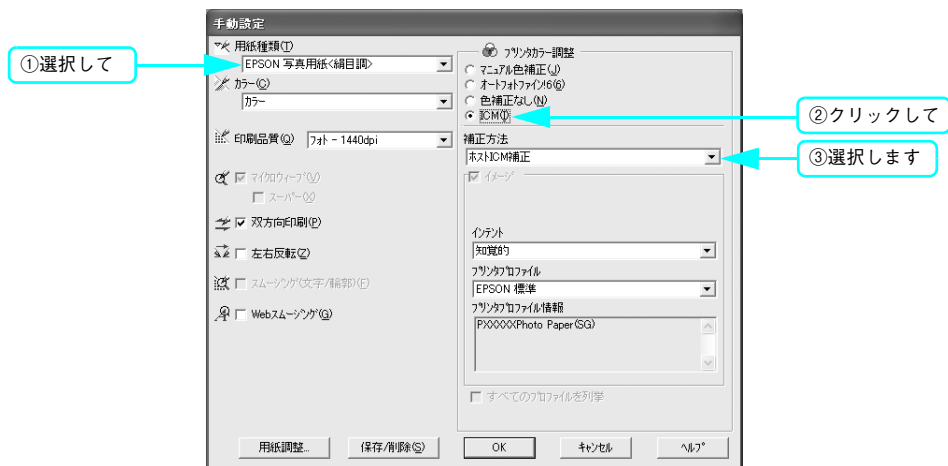 手動設定
①選択して
用紙種類(T)
EPSON 写真用紙<絹目調>
カラー(C)
カラー
印刷品質(Q) フォト - 1440dpi
マイクロウィーブ(V)
スーパー(X)
双方向印刷(P)
左右反転(Z)
スムージング(文字/輪郭)(F)
Webスムージング(G)
プリンタカラー調整
マニュアル色補正(J)
オートフォトファイン!6(6)
色補正なし(N)
ICM(I)
②クリックして
補正方法
ホストICM補正
③選択します
イメージ
インテント
知覚的
プリンタプロファイル
EPSON 標準
プリンタプロファイル情報
PXXXXXPhoto Paper(SG)
すべてのプロファイルを列挙
用紙調整... 保存/削除(S) OK キャンセル ヘルプ